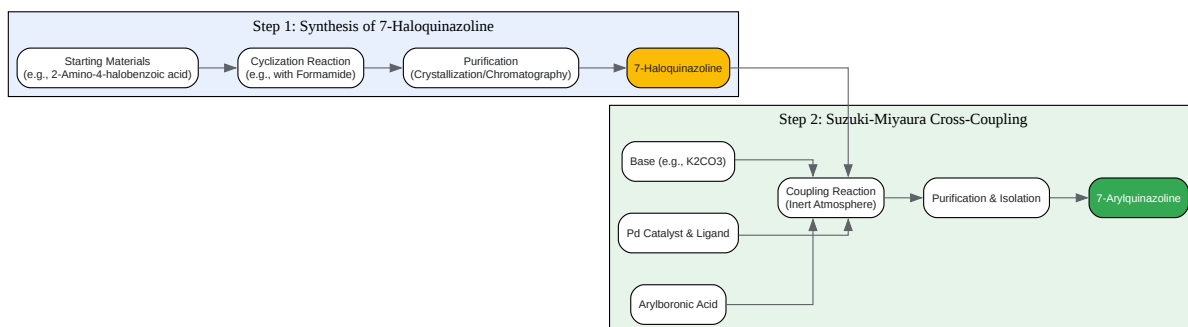 Step 1: Synthesis of 7-Haloquinazoline
Starting Materials
(e.g., 2-Amino-4-halobenzoic acid)
Cyclization Reaction
(e.g., with Formamide)
Purification
(Crystallization/Chromatography)
7-Haloquinazoline
Step 2: Suzuki-Miyaura Cross-Coupling
Base (e.g., K2CO3)
Coupling Reaction
(Inert Atmosphere)
Purification & Isolation
7-Arylquinazoline
Pd Catalyst & Ligand
Arylboronic Acid